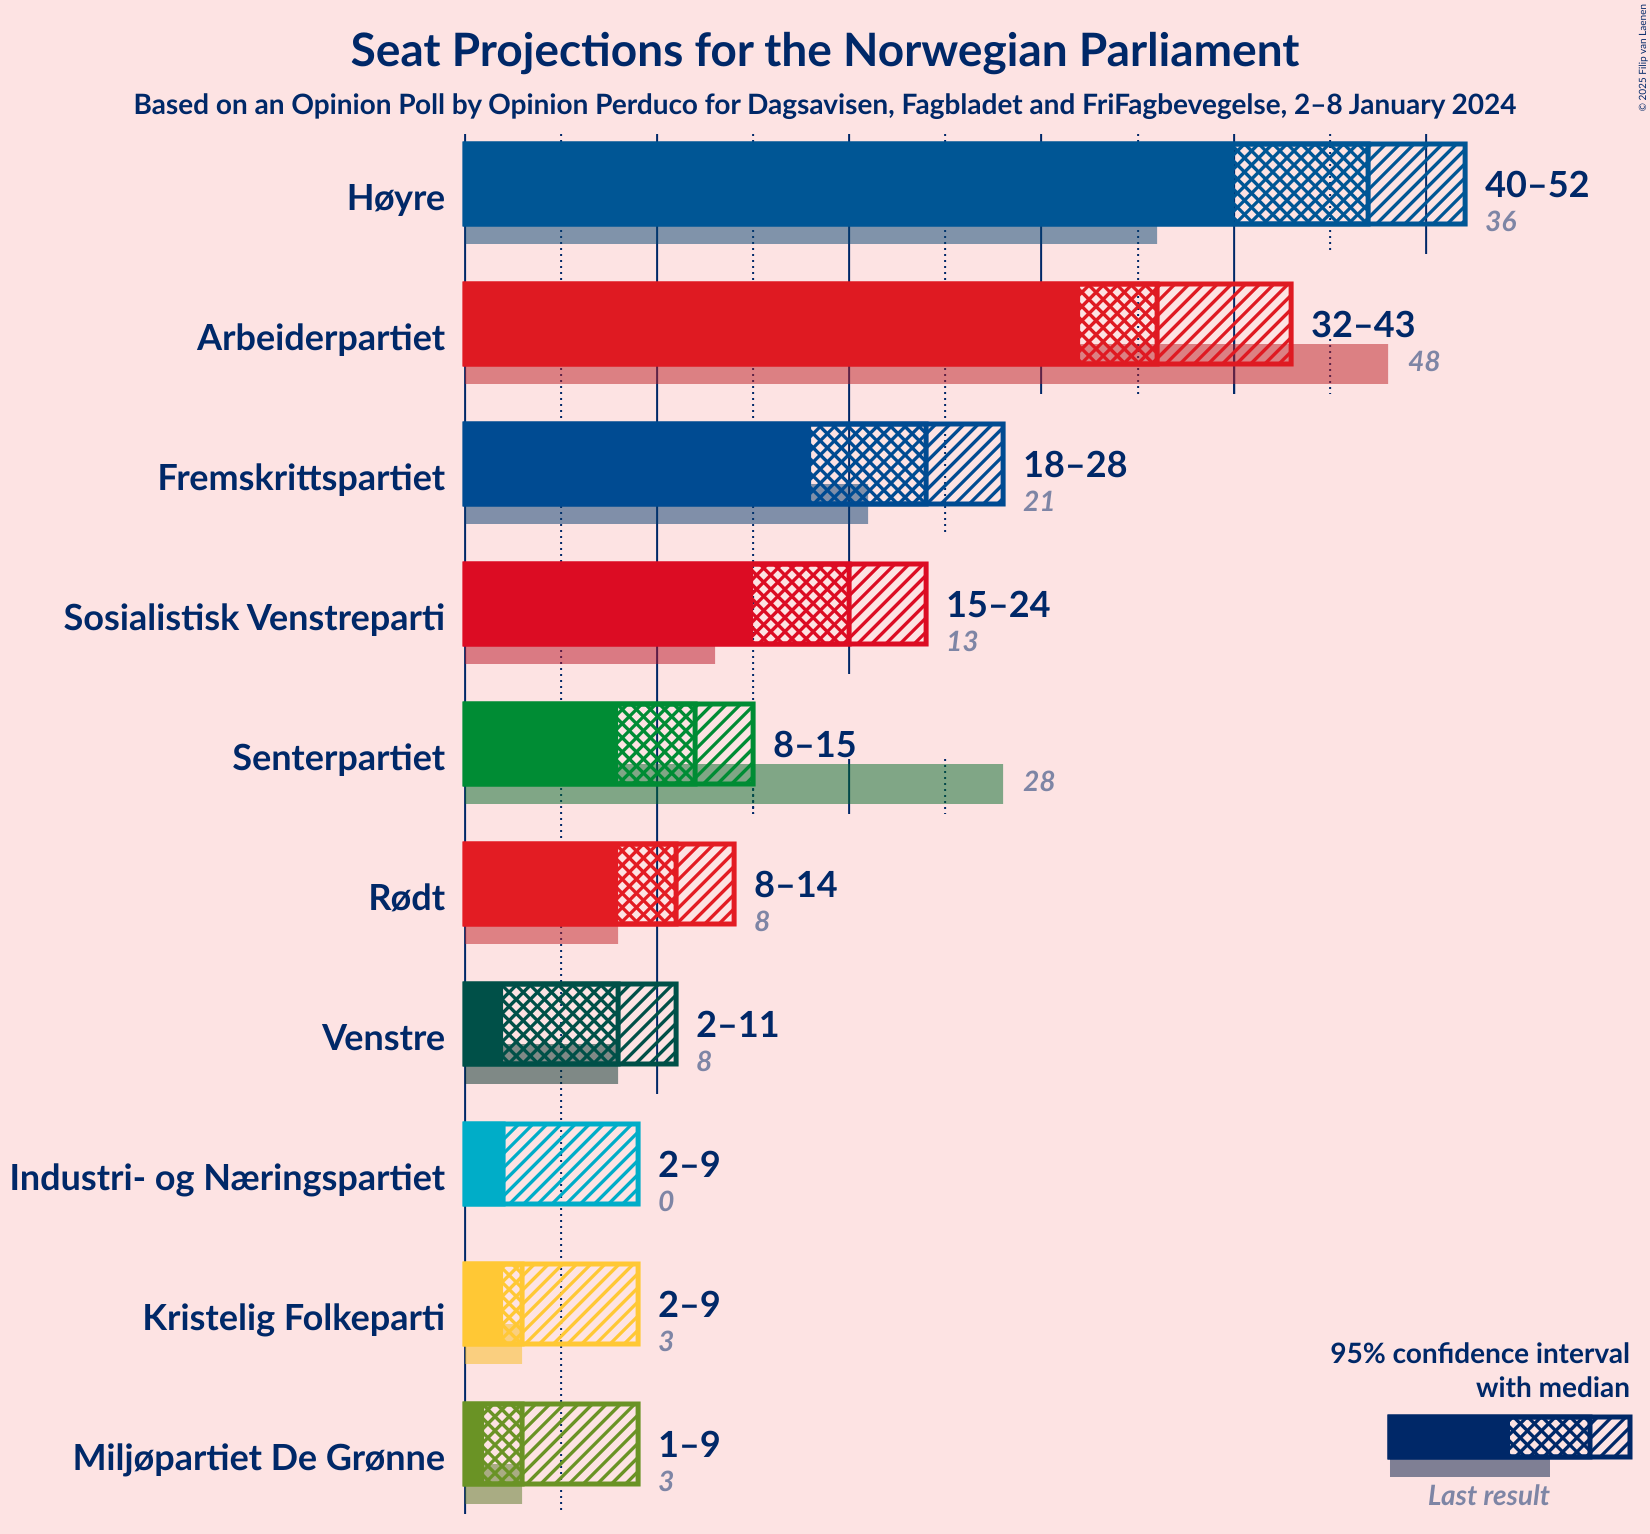 Seat Projections for the Norwegian Parliament
Based on an Opinion Poll by Opinion Perduco for Dagsavisen, Fagbladet and FriFagbevegelse, 2–8 January 2024
© 2025 Filip van Laenen
Høyre
40–52
36
Arbeiderpartiet
32–43
48
Fremskrittspartiet
18–28
21
Sosialistisk Venstreparti
15–24
13
Senterpartiet
8–15
28
Rødt
8–14
8
Venstre
2–11
8
Industri- og Næringspartiet
2–9
0
Kristelig Folkeparti
2–9
3
Miljøpartiet De Grønne
1–9
3
95% confidence interval
with median
Last result